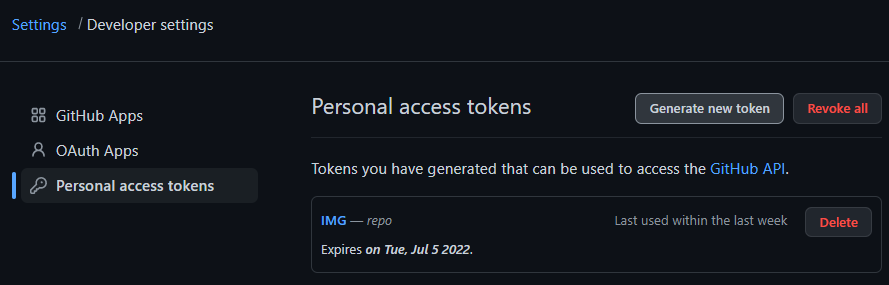 Settings / Developer settings
GitHub Apps
OAuth Apps
Personal access tokens
Personal access tokens
Generate new token
Revoke all
Tokens you have generated that can be used to access the GitHub API.
IMG — repo
Last used within the last week
Delete
Expires on Tue, Jul 5 2022.